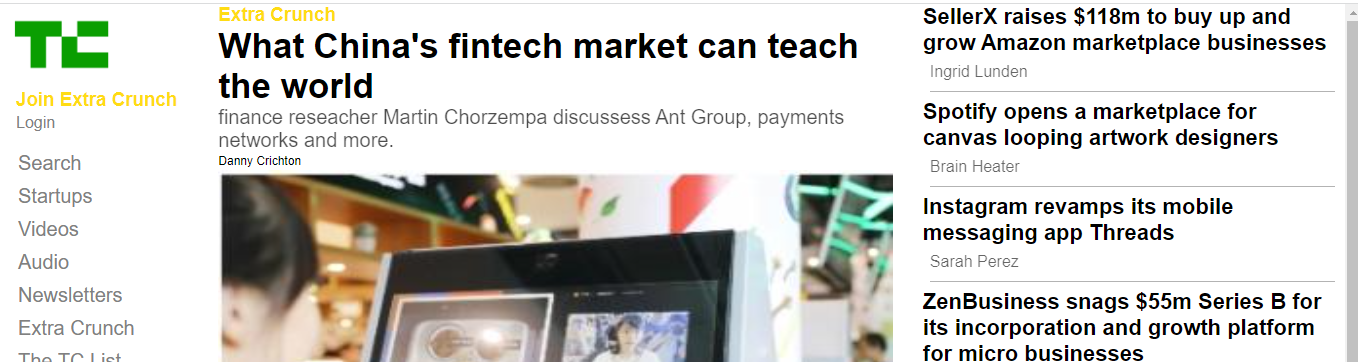 TC
Join Extra Crunch
Login
Search
Startups
Videos
Audio
Newsletters
Extra Crunch
The TC List
Extra Crunch
What China's fintech market can teach
the world
finance reseacher Martin Chorzempa discussess Ant Group, payments
networks and more.
Danny Crichton
SellerX raises $118m to buy up and
grow Amazon marketplace businesses
Ingrid Lunden
Spotify opens a marketplace for
canvas looping artwork designers
Brain Heater
Instagram revamps its mobile
messaging app Threads
Sarah Perez
ZenBusiness snags $55m Series B for
its incorporation and growth platform
for micro businesses